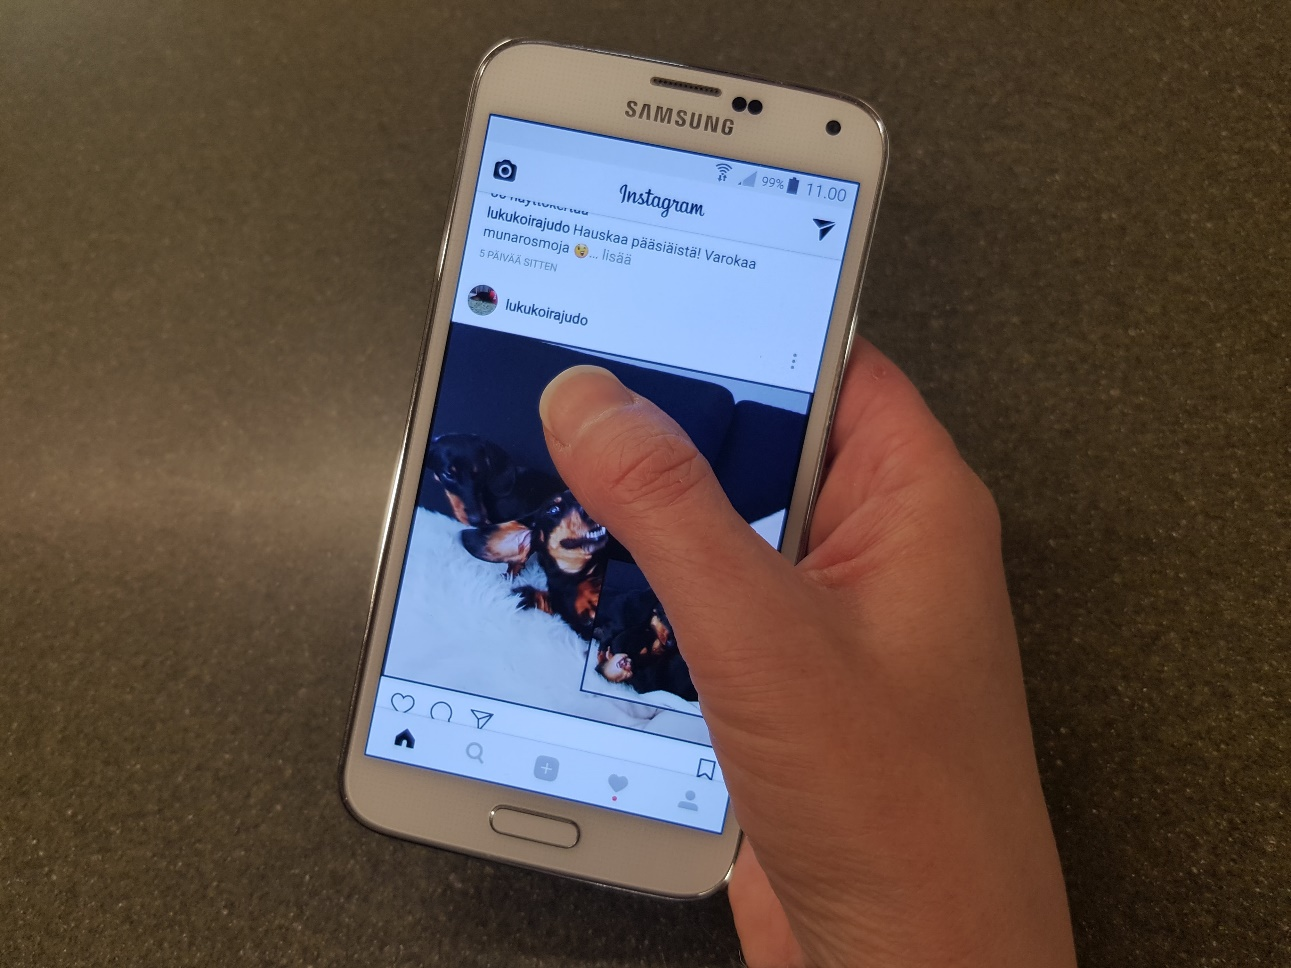 SAMSUNG
99% 11.00
Instagram
lukukoirajudo Hauskaa pääsiäistä! Varokaa
munarosmoja 😉... lisää
5 PÄIVÄÄ SITTEN
lukukoirajudo